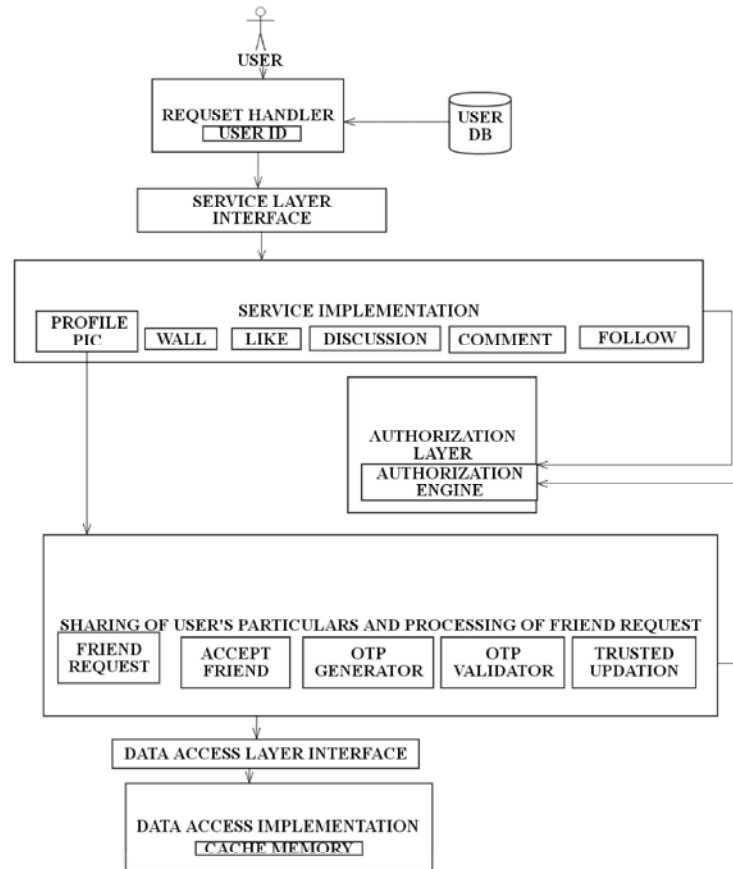 USER
REQUSET HANDLER
USER ID
USER
DB
SERVICE LAYER
INTERFACE
SERVICE IMPLEMENTATION
PROFILE
PIC
WALL
LIKE
DISCUSSION
COMMENT
FOLLOW
AUTHORIZATION
LAYER
AUTHORIZATION
ENGINE
SHARING OF USER'S PARTICULARS AND PROCESSING OF FRIEND REQUEST
FRIEND
REQUEST
ACCEPT
FRIEND
OTP
GENERATOR
OTP
VALIDATOR
TRUSTED
UPDATION
DATA ACCESS LAYER INTERFACE
DATA ACCESS IMPLEMENTATION
CACHE MEMORY